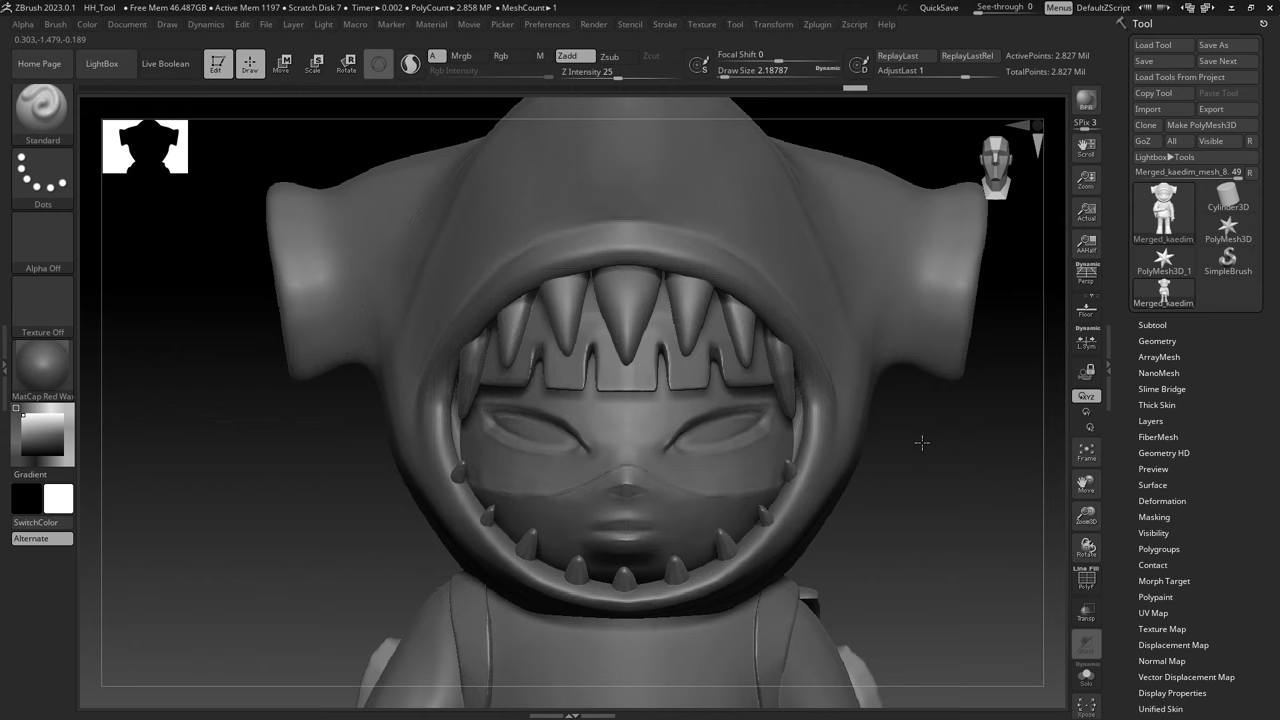 ZBrush 2023.0.1 HH_Tool • Free Mem 46.487GB • Active Mem 1197 • Scratch Disk 7 • Timer▶0.002 • PolyCount▶2.858 MP • MeshCount▶1 AC QuickSave See-through 0 Menus DefaultZScript
Alpha Brush Color Document Draw Dynamics Edit File Layer Light Macro Marker Material Movie Picker Preferences Render Stencil Stroke Texture Tool Transform Zplugin Zscript Help
0.303,-1.479,-0.189
Home Page LightBox Live Boolean Edit Draw Move Scale Rotate
A Mrgb Rgb M Zadd Zsub Zcut
Rgb Intensity Z Intensity 25
Focal Shift 0
Draw Size 2.18787 Dynamic
S
D
ReplayLast ReplayLastRel
AdjustLast 1
ActivePoints: 2.827 Mil
TotalPoints: 2.827 Mil
Standard
Dots
Alpha Off
Texture Off
MatCap Red Wa
Gradient
SwitchColor
Alternate
BPR
SPix 3
Scroll
Zoom
Actual
AAHalf
Dynamic
Persp
Floor
Dynamic
L.Sym
XYZ
Frame
Move
Zoom3D
Rotate
Line Fill
PolyF
Transp
Dynamic
Solo
Xpose
Tool
Load Tool Save As
Save Save Next
Load Tools From Project
Copy Tool Paste Tool
Import Export
Clone Make PolyMesh3D
GoZ All Visible R
Lightbox▶Tools
Merged_kaedim_mesh_8. 49 R
Merged_kaedim
Cylinder3D
PolyMesh3D
PolyMesh3D_1
SimpleBrush
Merged_kaedim
Subtool
Geometry
ArrayMesh
NanoMesh
Slime Bridge
Thick Skin
Layers
FiberMesh
Geometry HD
Preview
Surface
Deformation
Masking
Visibility
Polygroups
Contact
Morph Target
Polypaint
UV Map
Texture Map
Displacement Map
Normal Map
Vector Displacement Map
Display Properties
Unified Skin